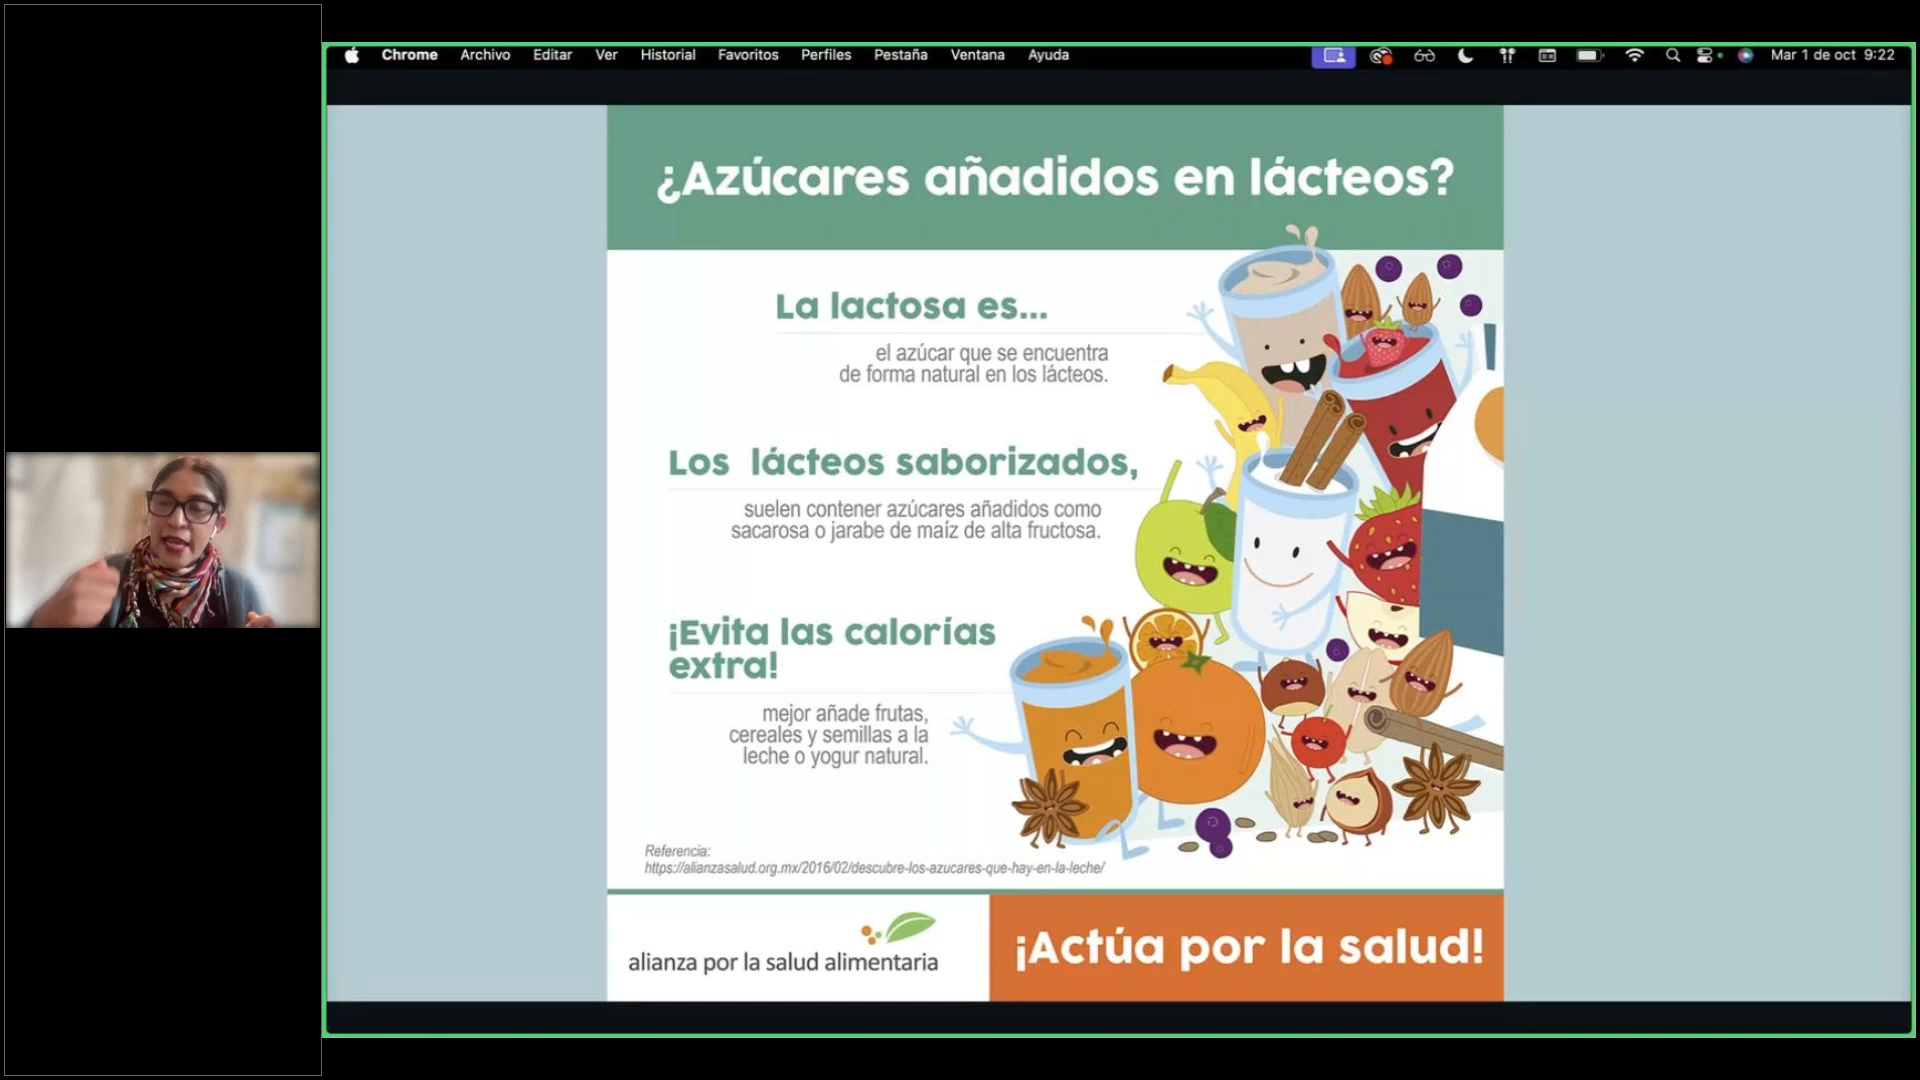 Chrome Archivo Editar Ver Historial Favoritos Perfiles Pestaña Ventana Ayuda Mar 1 de oct 9:22
¿Azúcares añadidos en lácteos?
La lactosa es...
el azúcar que se encuentra
de forma natural en los lácteos.
Los lácteos saborizados,
suelen contener azúcares añadidos como
sacarosa o jarabe de maíz de alta fructosa.
¡Evita las calorías
extra!
mejor añade frutas,
cereales y semillas a la
leche o yogur natural.
Referencia:
https://alianzasalud.org.mx/2016/02/descubre-los-azucares-que-hay-en-la-leche/
alianza por la salud alimentaria
¡Actúa por la salud!